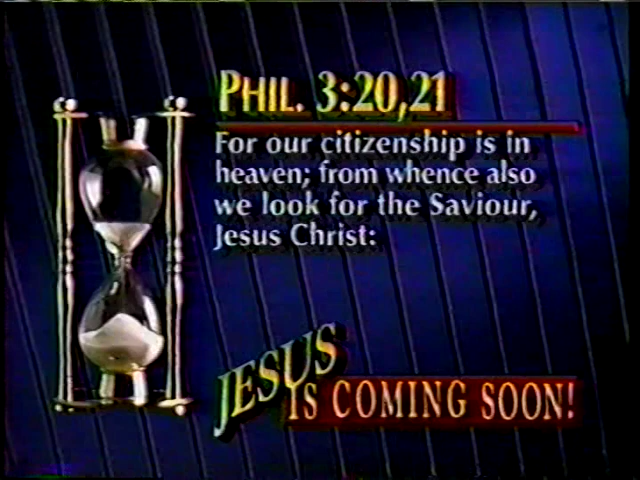 PHIL. 3:20,21
For our citizenship is in
heaven; from whence also
we look for the Saviour,
Jesus Christ:
JESUS
IS COMING SOON!